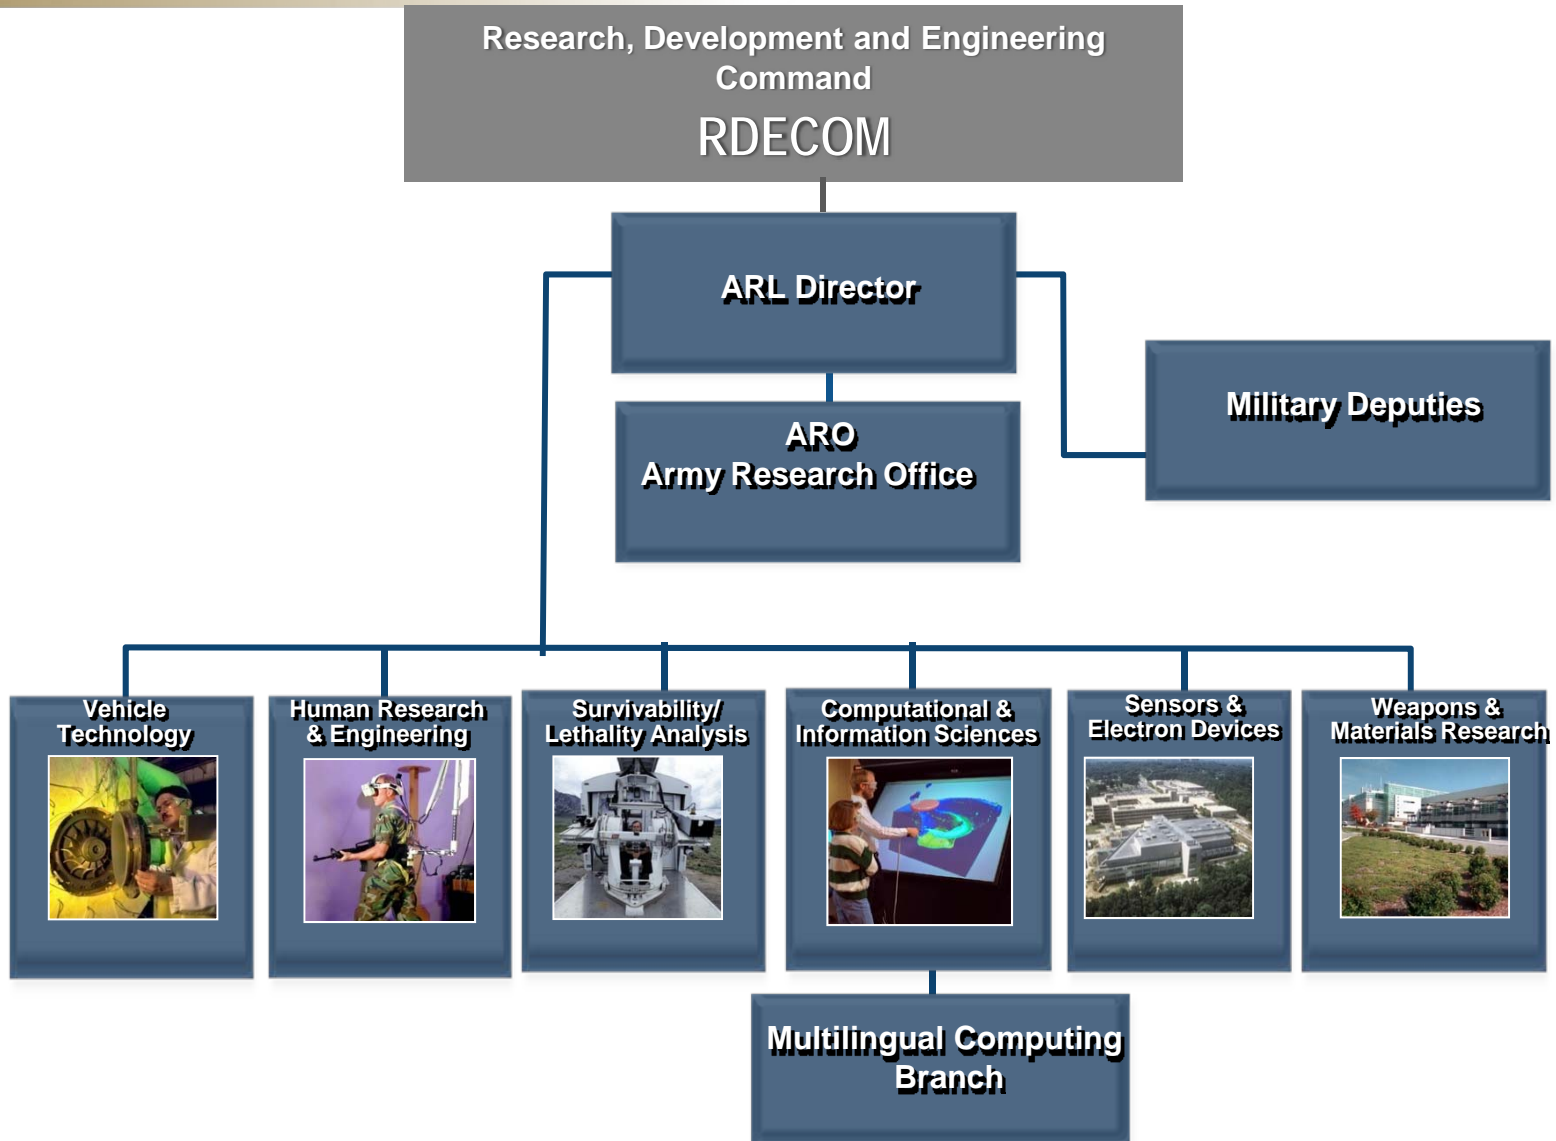 Research, Development and Engineering
Command
RDECOM
ARL Director
Military Deputies
ARO
Army Research Office
Vehicle
Technology
Human Research
& Engineering
Survivability/
Lethality Analysis
Computational &
Information Sciences
Sensors &
Electron Devices
Weapons &
Materials Research
Multilingual Computing
Branch